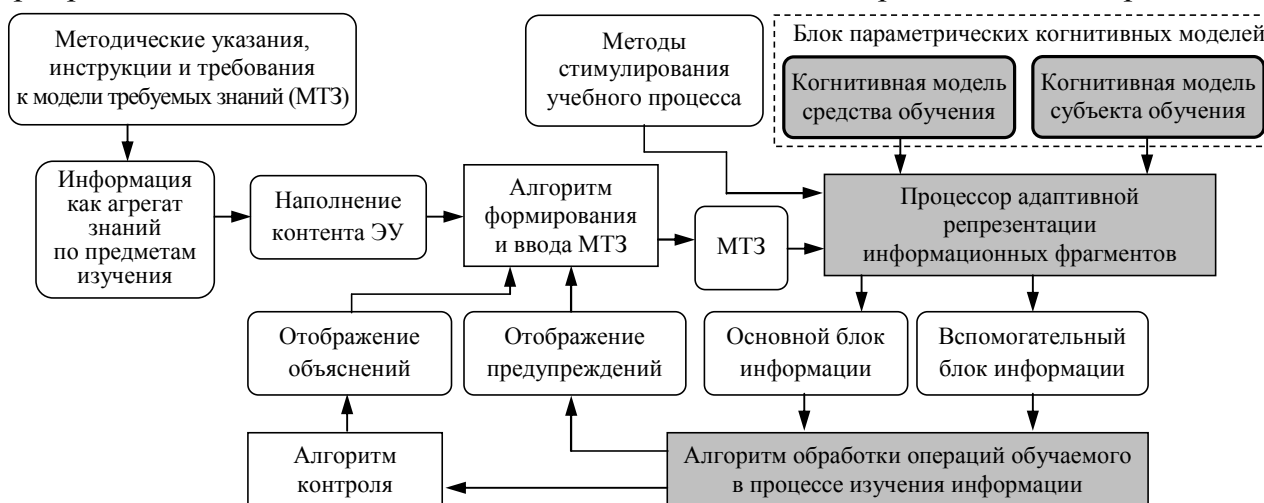 Методические указания,
инструкции и требования
к модели требуемых знаний (МТЗ)
Методы
стимулирования
учебного процесса
Блок параметрических когнитивных моделей
Когнитивная модель
средства обучения
Когнитивная модель
субъекта обучения
Информация
как агрегат
знаний
по предметам
изучения
Наполнение
контента ЭУ
Алгоритм
формирования
и ввода МТЗ
МТЗ
Процессор адаптивной
репрезентации
информационных фрагментов
Отображение
объяснений
Отображение
предупреждений
Основной блок
информации
Вспомогательный
блок информации
Алгоритм
контроля
Алгоритм обработки операций обучаемого
в процессе изучения информации